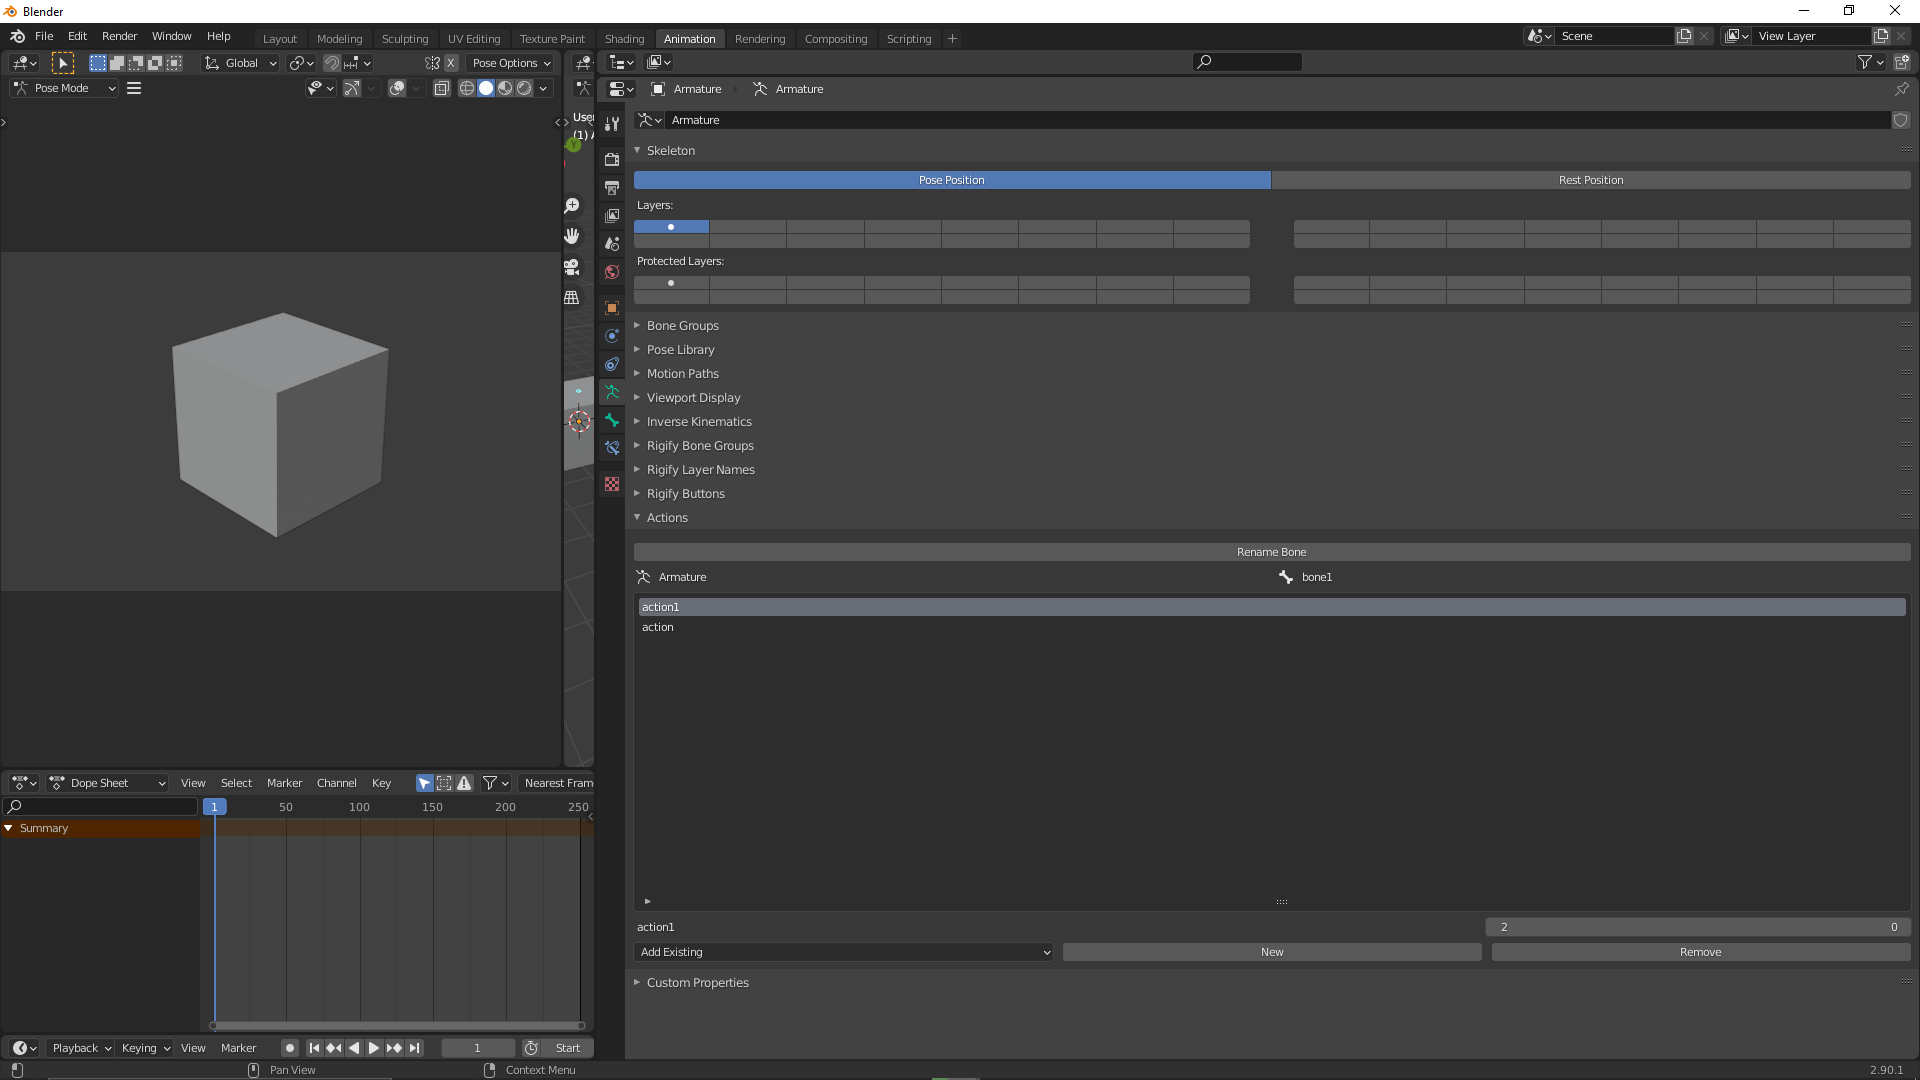 Blender
File Edit Render Window Help Layout Modeling Sculpting UV Editing Texture Paint Shading Animation Rendering Compositing Scripting Scene View Layer
Global X Pose Options
Pose Mode Armature Armature
User
(1) A
Y
Armature
Skeleton
Pose Position Rest Position
Layers:
Protected Layers:
Bone Groups
Pose Library
Motion Paths
Viewport Display
Inverse Kinematics
Rigify Bone Groups
Rigify Layer Names
Rigify Buttons
Actions
Rename Bone
Armature bone1
action1
action
action1 2 0
Add Existing New Remove
Custom Properties
Dope Sheet View Select Marker Channel Key Nearest Fram
1 50 100 150 200 250
Summary
Playback Keying View Marker 1 Start
Pan View Context Menu 2.90.1